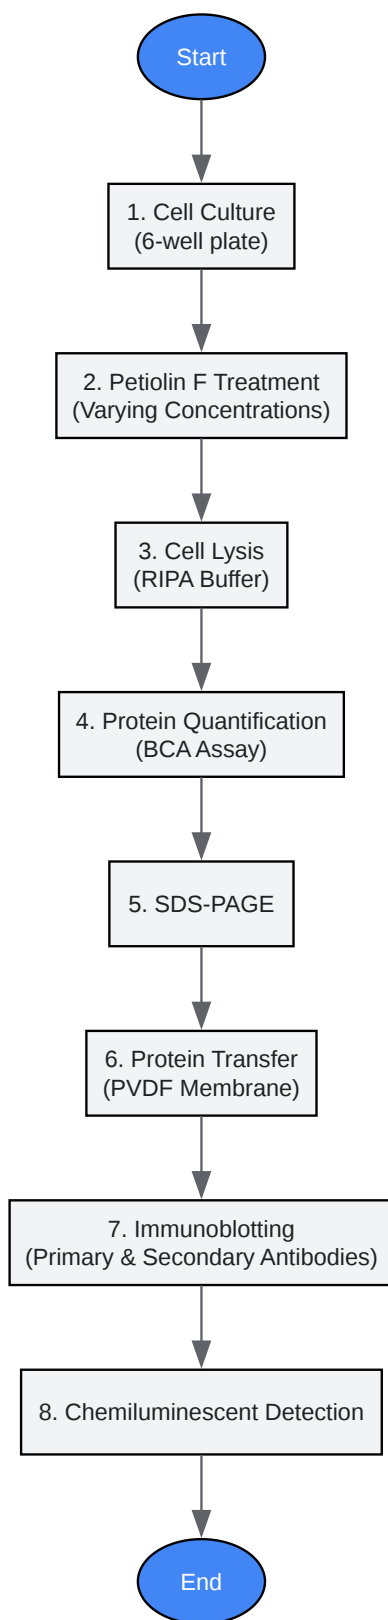 Start
1. Cell Culture
(6-well plate)
2. Petiolin F Treatment
(Varying Concentrations)
3. Cell Lysis
(RIPA Buffer)
4. Protein Quantification
(BCA Assay)
5. SDS-PAGE
6. Protein Transfer
(PVDF Membrane)
7. Immunoblotting
(Primary & Secondary Antibodies)
8. Chemiluminescent Detection
End